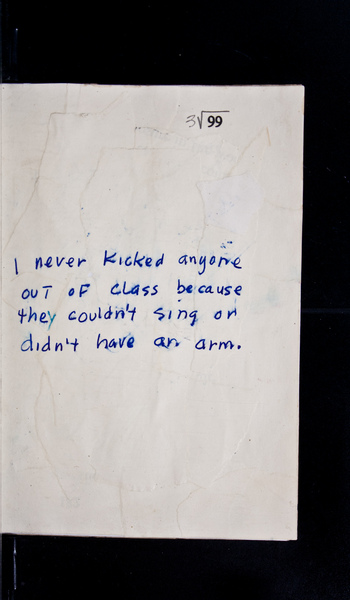 3√99
I never kicked anyone
out of class because
they couldn't sing or
didn't have an arm.